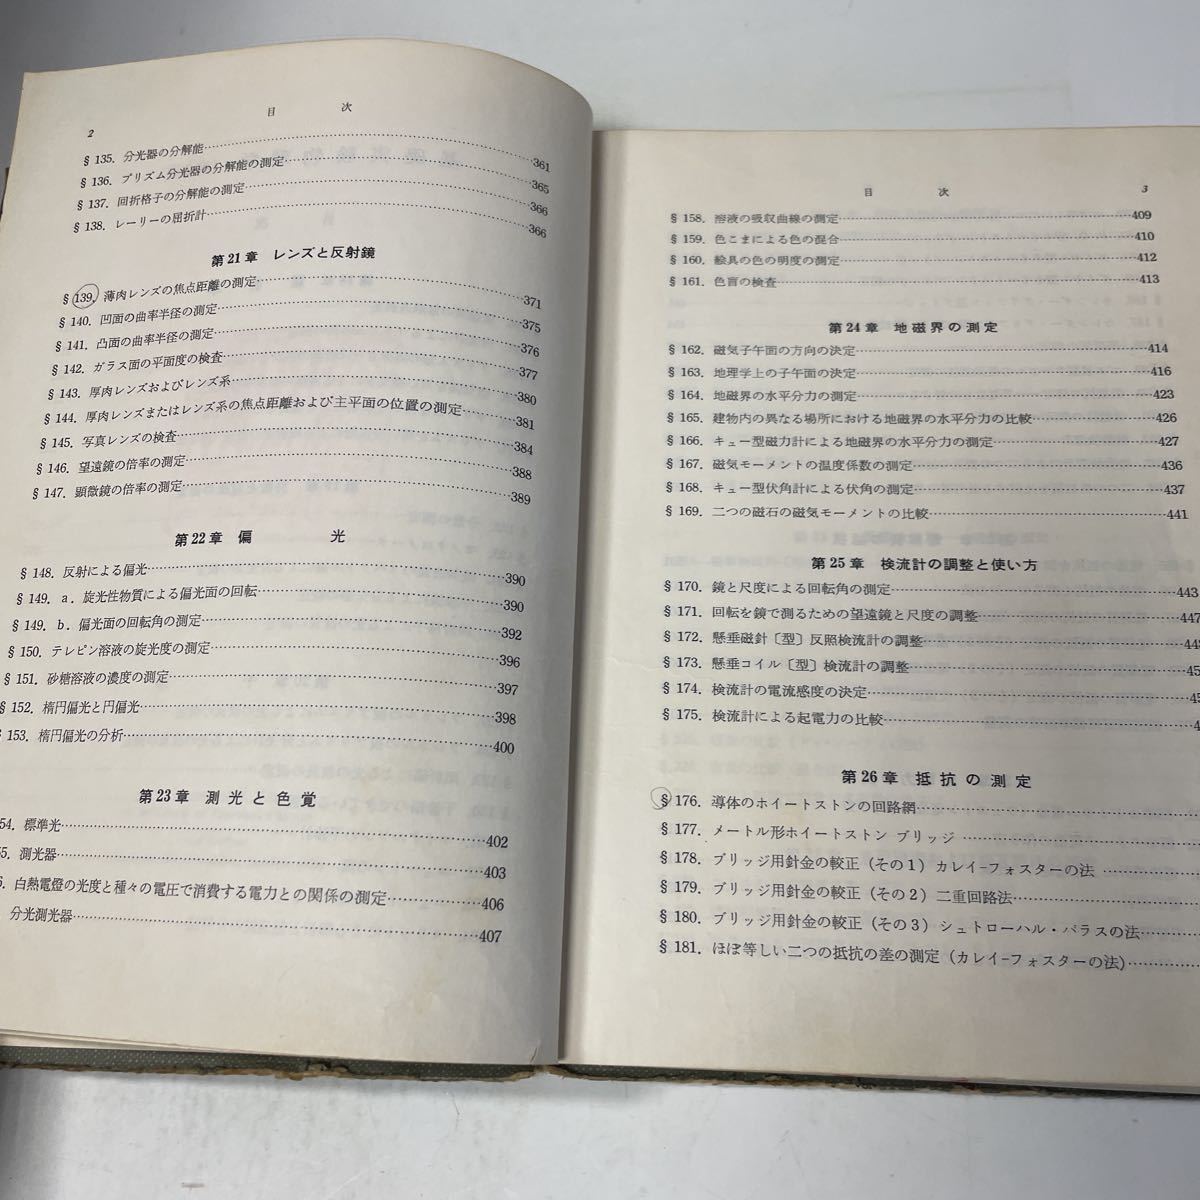 2
目 次
§ 135. 分光器の分解能……361
§ 136. プリズム分光器の分解能の測定……365
§ 137. 回折格子の分解能の測定……366
§ 138. レーリーの屈折計……366
第21章 レンズと反射鏡
§ 139. 薄肉レンズの焦点距離の測定……371
§ 140. 凹面の曲率半径の測定……375
§ 141. 凸面の曲率半径の測定……376
§ 142. ガラス面の平面度の検査……377
§ 143. 厚肉レンズおよびレンズ系……380
§ 144. 厚肉レンズまたはレンズ系の焦点距離および主平面の位置の測定……381
§ 145. 写真レンズの検査……384
§ 146. 望遠鏡の倍率の測定……388
§ 147. 顕微鏡の倍率の測定……389
第22章 偏 光
§ 148. 反射による偏光……390
§ 149. a. 旋光性物質による偏光面の回転……390
§ 149. b. 偏光面の回転角の測定……392
§ 150. テレピン溶液の旋光度の測定……396
§ 151. 砂糖溶液の濃度の測定……397
§ 152. 楕円偏光と円偏光……398
§ 153. 楕円偏光の分析……400
第23章 測光と色覚
54. 標準光……402
55. 測光器……403
6. 白熱電燈の光度と種々の電圧で消費する電力との関係の測定……406
分光測光器……407
目 次 3
§ 158. 溶液の吸収曲線の測定……409
§ 159. 色こまによる色の混合……410
§ 160. 絵具の色の明度の測定……412
§ 161. 色盲の検査……413
第24章 地磁界の測定
§ 162. 磁気子午面の方向の決定……414
§ 163. 地理学上の子午面の決定……416
§ 164. 地磁界の水平分力の測定……423
§ 165. 建物内の異なる場所における地磁界の水平分力の比較……426
§ 166. キュー型磁力計による地磁界の水平分力の測定……427
§ 167. 磁気モーメントの温度係数の測定……436
§ 168. キュー型伏角計による伏角の測定……437
§ 169. 二つの磁石の磁気モーメントの比較……441
第25章 検流計の調整と使い方
§ 170. 鏡と尺度による回転角の測定……443
§ 171. 回転を鏡で測るための望遠鏡と尺度の調整……447
§ 172. 懸垂磁針〔型〕反照検流計の調整……44
§ 173. 懸垂コイル〔型〕検流計の調整……45
§ 174. 検流計の電流感度の決定……45
§ 175. 検流計による起電力の比較……4
第26章 抵抗の測定
§ 176. 導体のホイートストンの回路網……
§ 177. メートル形ホイートストン ブリッジ……
§ 178. ブリッジ用針金の較正（その1）カレイ-フォスターの法……
§ 179. ブリッジ用針金の較正（その2）二重回路法……
§ 180. ブリッジ用針金の較正（その3）シュトローハル・バラスの法……
§ 181. ほぼ等しい二つの抵抗の差の測定（カレイ-フォスターの法）……